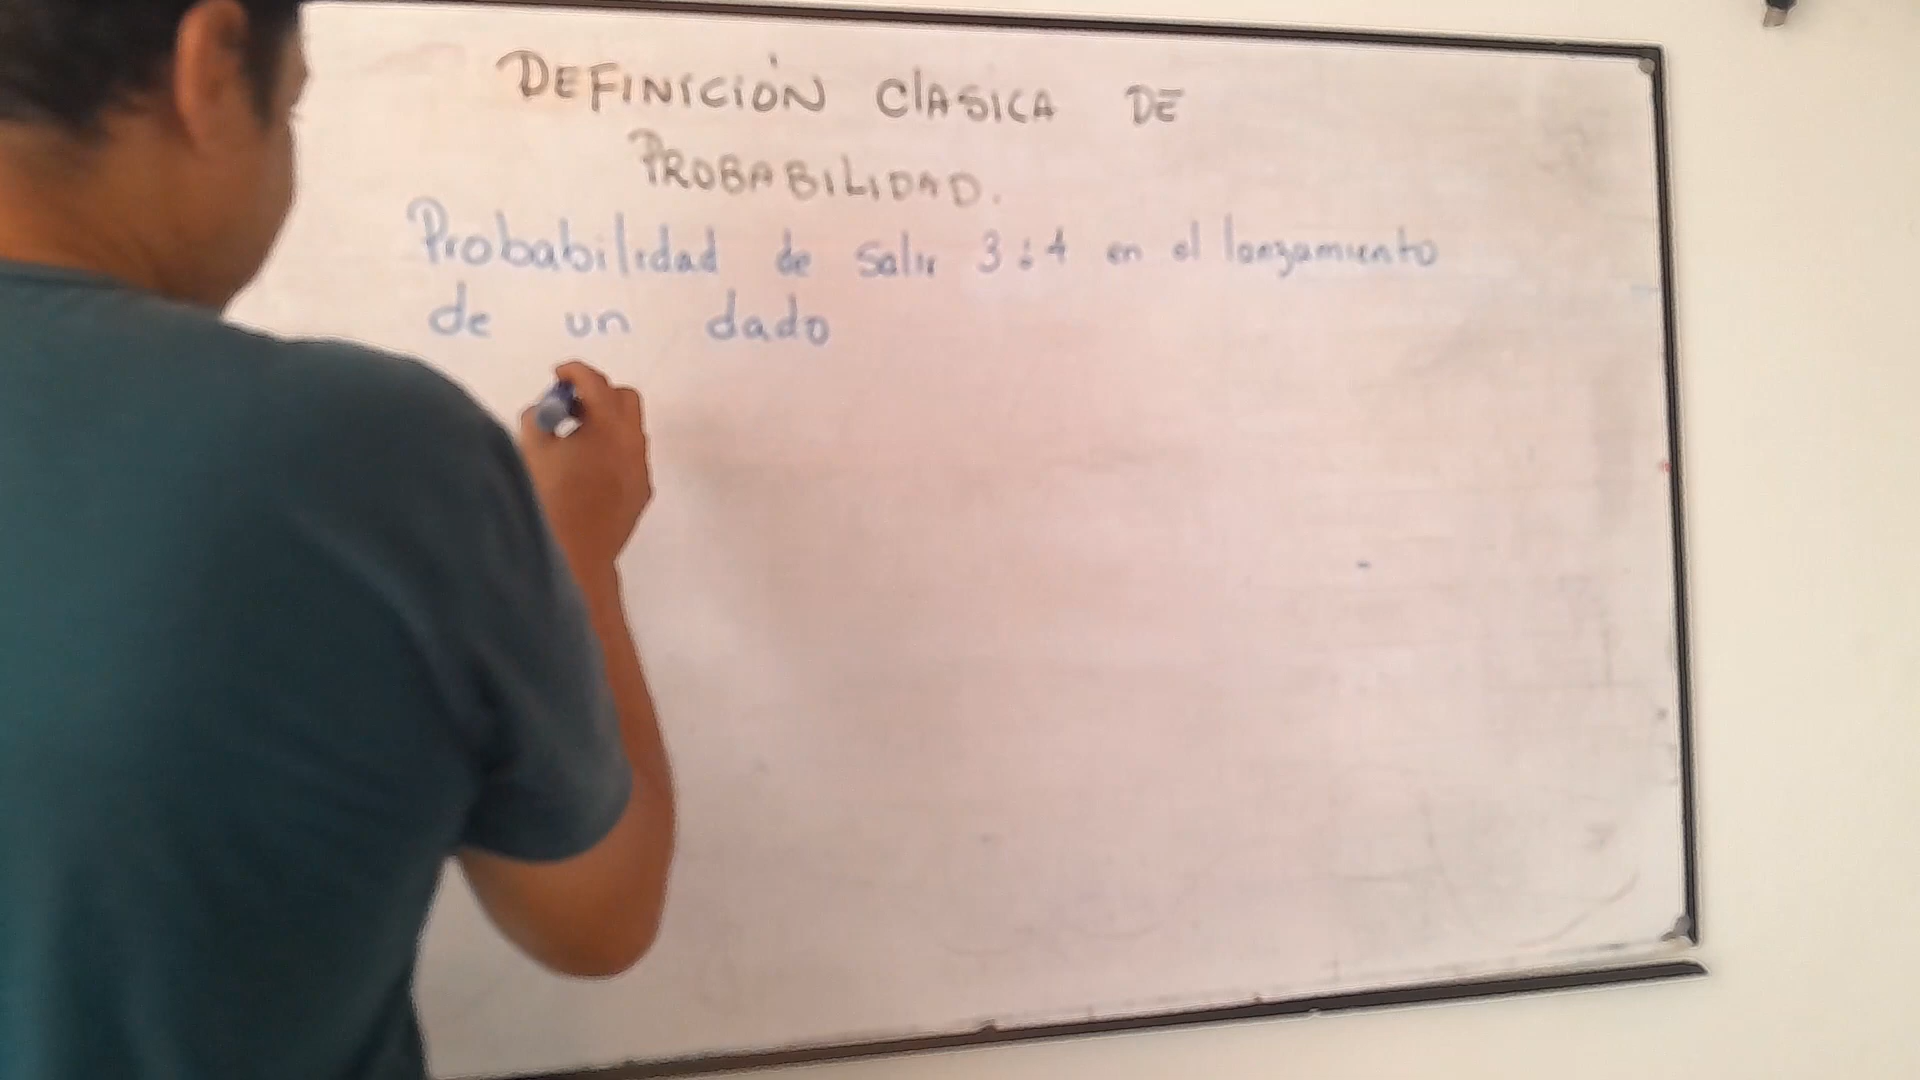 DEFINICIÓN CLASICA DE
PROBABILIDAD.
Probabilidad de salir 3 ó 4 en el lanzamiento
de un dado